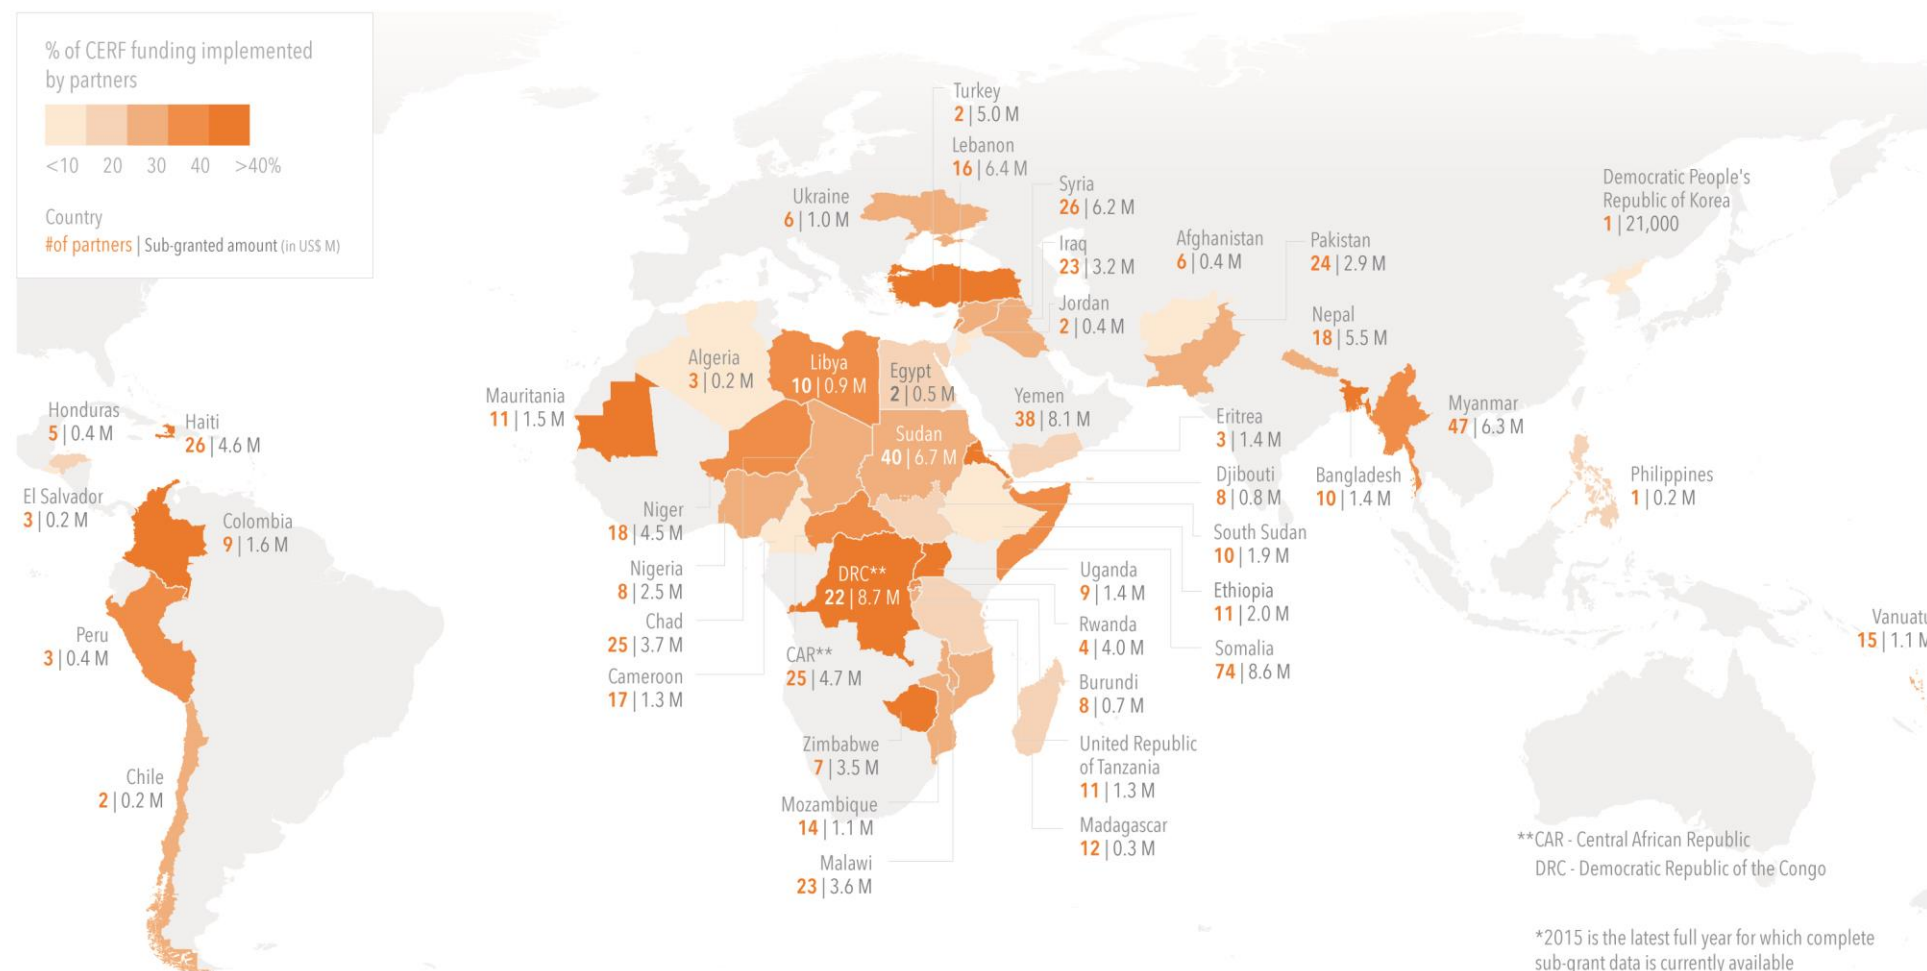 % of CERF funding implemented
by partners
<10 20 30 40 >40%
Country
#of partners | Sub-granted amount (in US$ M)
Turkey
2 | 5.0 M
Lebanon
16 | 6.4 M
Ukraine
6 | 1.0 M
Syria
26 | 6.2 M
Iraq
23 | 3.2 M
Jordan
2 | 0.4 M
Afghanistan
6 | 0.4 M
Pakistan
24 | 2.9 M
Nepal
18 | 5.5 M
Democratic People's
Republic of Korea
1 | 21,000
Algeria
3 | 0.2 M
Libya
10 | 0.9 M
Egypt
2 | 0.5 M
Mauritania
11 | 1.5 M
Yemen
38 | 8.1 M
Sudan
40 | 6.7 M
Honduras
5 | 0.4 M
Haiti
26 | 4.6 M
El Salvador
3 | 0.2 M
Colombia
9 | 1.6 M
Peru
3 | 0.4 M
Chile
2 | 0.2 M
Eritrea
3 | 1.4 M
Djibouti
8 | 0.8 M
South Sudan
10 | 1.9 M
Ethiopia
11 | 2.0 M
Somalia
74 | 8.6 M
Bangladesh
10 | 1.4 M
Myanmar
47 | 6.3 M
Philippines
1 | 0.2 M
Vanuatu
15 | 1.1 M
Niger
18 | 4.5 M
Nigeria
8 | 2.5 M
Chad
25 | 3.7 M
Cameroon
17 | 1.3 M
DRC**
22 | 8.7 M
CAR**
25 | 4.7 M
Uganda
9 | 1.4 M
Rwanda
4 | 4.0 M
Burundi
8 | 0.7 M
United Republic
of Tanzania
11 | 1.3 M
Madagascar
12 | 0.3 M
Zimbabwe
7 | 3.5 M
Mozambique
14 | 1.1 M
Malawi
23 | 3.6 M
**CAR - Central African Republic
DRC - Democratic Republic of the Congo
*2015 is the latest full year for which complete
sub-grant data is currently available